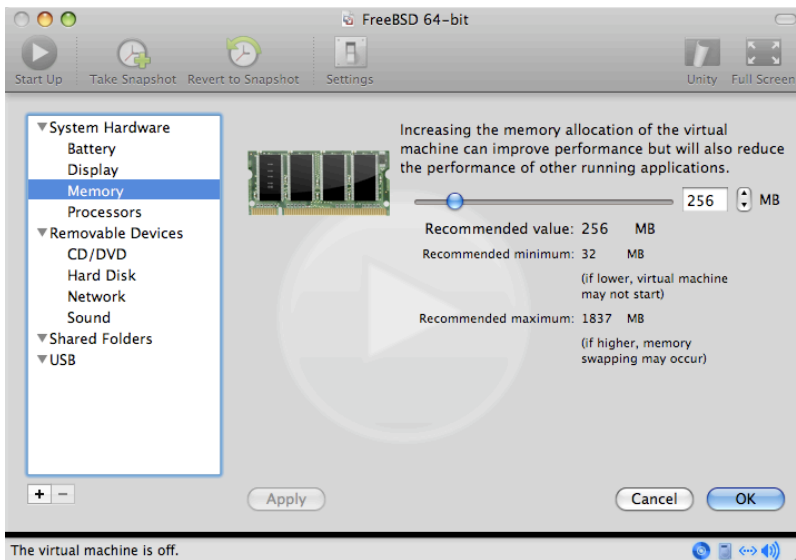 FreeBSD 64-bit
Start Up
Take Snapshot
Revert to Snapshot
Settings
Unity
Full Screen
System Hardware
Battery
Display
Memory
Processors
Removable Devices
CD/DVD
Hard Disk
Network
Sound
Shared Folders
USB
Increasing the memory allocation of the virtual
machine can improve performance but will also reduce
the performance of other running applications.
256 MB
Recommended value: 256 MB
Recommended minimum: 32 MB
(if lower, virtual machine
may not start)
Recommended maximum: 1837 MB
(if higher, memory
swapping may occur)
+ −
Apply
Cancel
OK
The virtual machine is off.